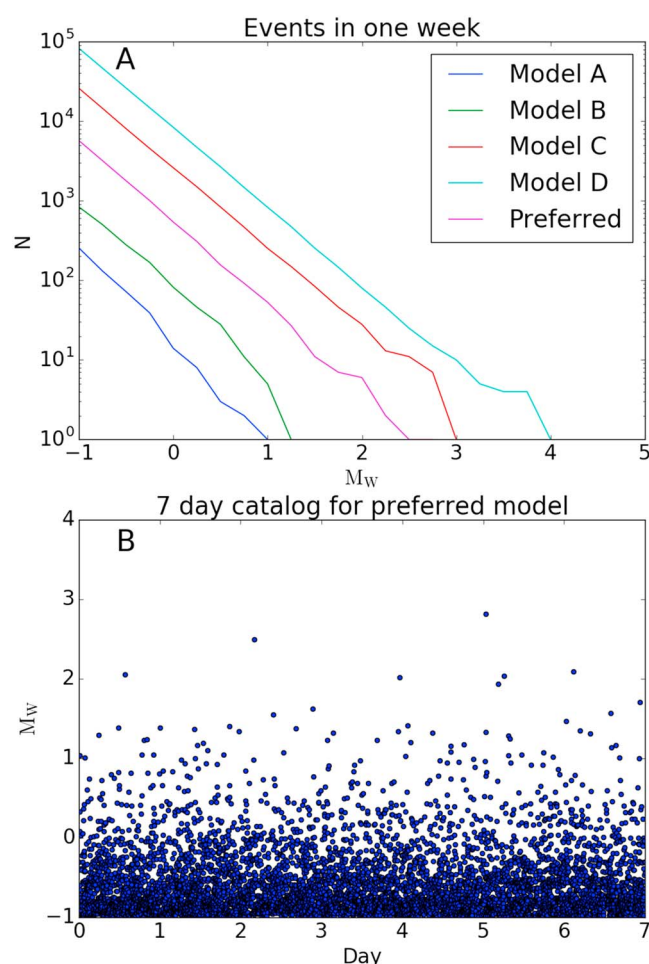 Events in one week
A
10^5
10^4
10^3
10^2
10^1
10^0
N
Model A
Model B
Model C
Model D
Preferred
−1 0 1 2 3 4 5
M_W
7 day catalog for preferred model
B
4
3
2
1
0
−1
M_W
0 1 2 3 4 5 6 7
Day